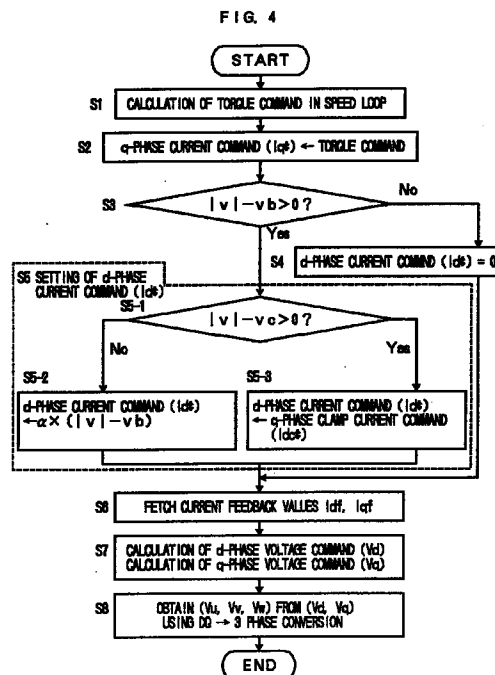 FIG. 4
START
S1
CALCULATION OF TORGUE COMMAND IN SPEED LOOP
S2
q-PHASE CURRENT COMMAND (Iq*) ← TORGLE COMMAND
S3
|v|-vb>0?
No
Yes
S4
d-PHASE CURRENT COMMND (Id*) = 0
S5 SETTING OF d-PHASE
CURRENT COMMAND (Id*)
S5-1
|v|-vc>0?
No
Yes
S5-2
d-PHASE CURRENT COMMAND (Id*)
←α× (|v|-vb)
S5-3
d-PHASE CURRENT COMMAND (Id*)
← q-PHASE CLAMP CURRENT COMMAND
(Idc*)
S6
FETCH CURRENT FEEDBACK VALUES Idf, Iqf
S7
CALCULATION OF d-PHASE VOLTAGE COMMAND (Vd)
CALCULATION OF q-PHASE VOLTAGE COMMAND (Vq)
S8
OBTAIN (Vu, Vv, Vw) FROM (Vd, Vq)
USING DQ → 3 PHASE CONVERSION
END